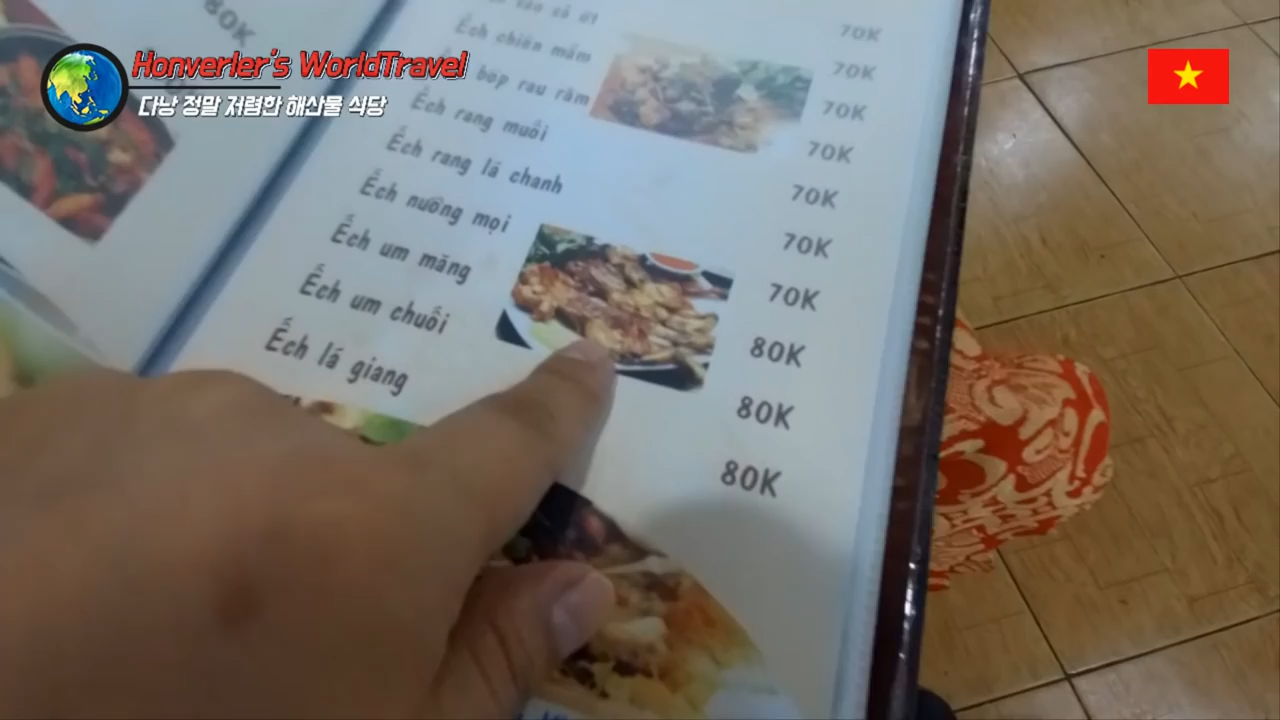 Honverler's WorldTravel
다낭 정말 저렴한 해산물 식당
80K
70K
Ếch chiên mắm 70K
bóp rau răm 70K
Ếch rang muối 70K
Ếch rang lá chanh 70K
Ếch nướng mọi 70K
Ếch um măng 70K
Ếch um chuối 80K
Ếch lá giang 80K
80K